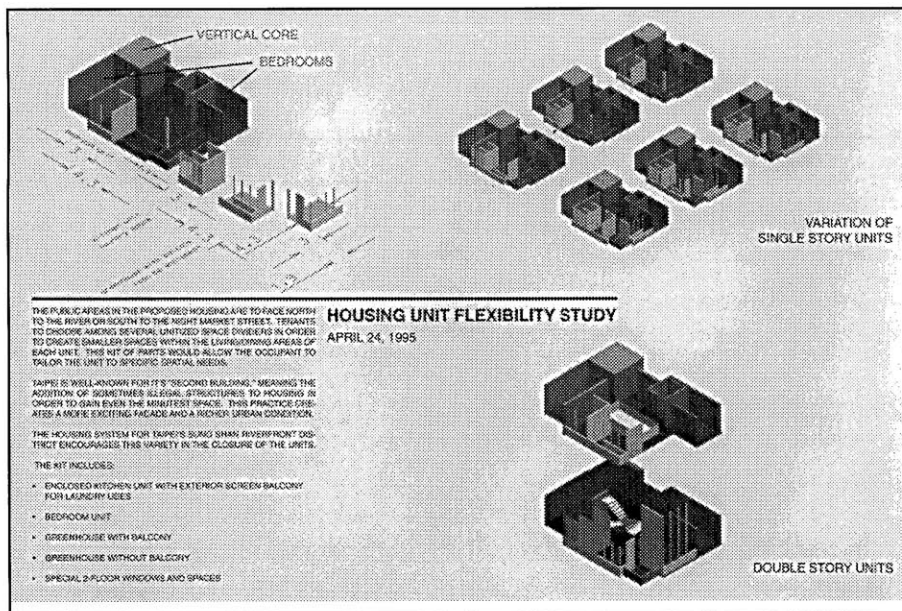 VERTICAL CORE
BEDROOMS
VARIATION OF
SINGLE STORY UNITS
HOUSING UNIT FLEXIBILITY STUDY
APRIL 24, 1995
THE PUBLIC AREAS IN THE PROPOSED HOUSING ARE TO FACE NORTH
TO THE RIVER OR SOUTH TO THE NIGHT MARKET STREET. TENANTS
TO CHOOSE AMONG SEVERAL UNITIZED SPACE DIVIDERS IN ORDER
TO CREATE SMALLER SPACES WITHIN THE LIVING/DINING AREAS OF
EACH UNIT. THIS KIT OF PARTS WOULD ALLOW THE OCCUPANT TO
TAILOR THE UNIT TO SPECIFIC SPATIAL NEEDS.
TAIPEI IS WELL-KNOWN FOR IT'S "SECOND BUILDING," MEANING THE
ADDITION OF SOMETIMES ILLEGAL STRUCTURES TO HOUSING IN
ORDER TO GAIN EVEN THE MINUTEST SPACE. THIS PRACTICE CRE-
ATES A MORE EXCITING FACADE AND A RICHER URBAN CONDITION.
THE HOUSING SYSTEM FOR TAIPEI'S SUNG SHAN RIVERFRONT DIS-
TRICT ENCOURAGES THIS VARIETY IN THE CLOSURE OF THE UNITS.
THE KIT INCLUDES:
• ENCLOSED KITCHEN UNIT WITH EXTERIOR SCREEN BALCONY
FOR LAUNDRY USES
• BEDROOM UNIT
• GREENHOUSE WITH BALCONY
• GREENHOUSE WITHOUT BALCONY
• SPECIAL 2-FLOOR WINDOWS AND SPACES
DOUBLE STORY UNITS